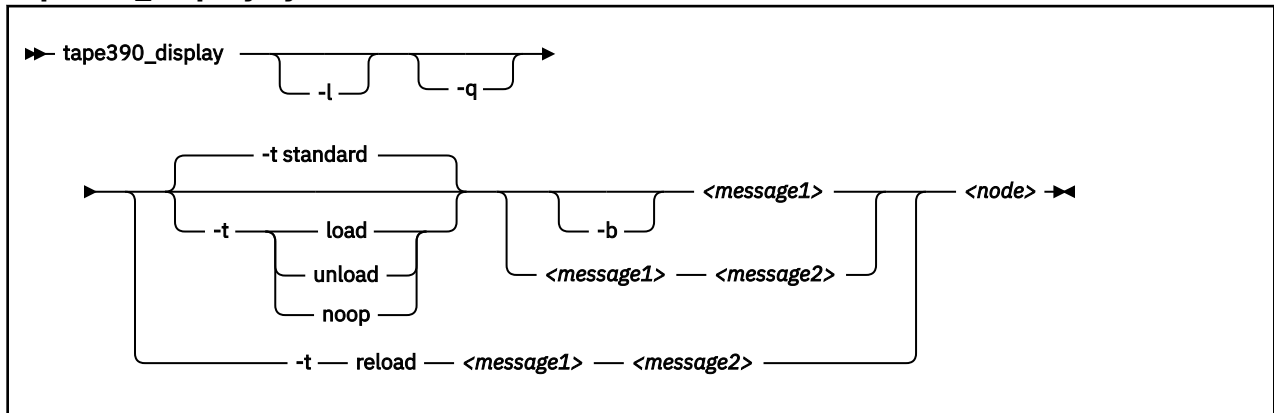 tape390_display
-l -q
-t standard
<message1> <node>
-t load -b
unload <message1> <message2>
noop
-t reload <message1> <message2>